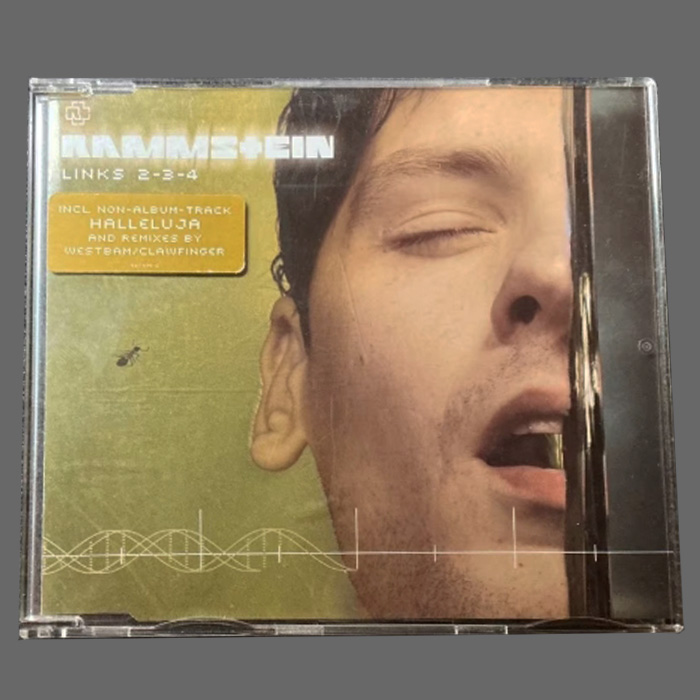 RAMMSTEIN
LINKS 2-3-4
INCL NON-ALBUM-TRACK
HALLELUJA
AND REMIXES BY
WESTBAM/CLAWFINGER